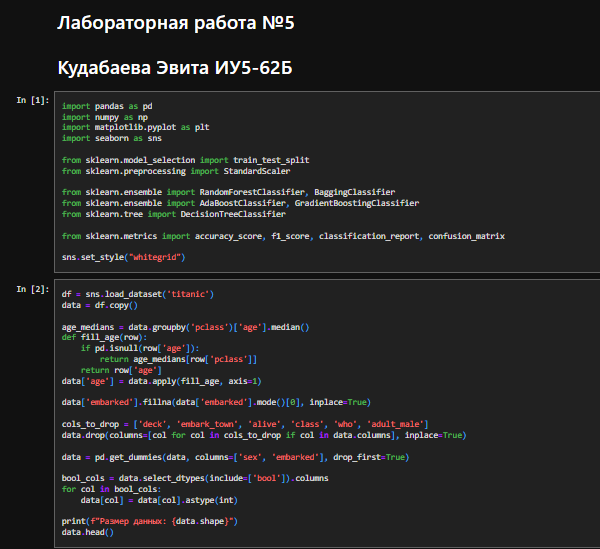 Лабораторная работа №5
Кудабаева Эвита ИУ5-62Б
In [1]:
import pandas as pd
import numpy as np
import matplotlib.pyplot as plt
import seaborn as sns
from sklearn.model_selection import train_test_split
from sklearn.preprocessing import StandardScaler
from sklearn.ensemble import RandomForestClassifier, BaggingClassifier
from sklearn.ensemble import AdaBoostClassifier, GradientBoostingClassifier
from sklearn.tree import DecisionTreeClassifier
from sklearn.metrics import accuracy_score, f1_score, classification_report, confusion_matrix
sns.set_style("whitegrid")
In [2]:
df = sns.load_dataset('titanic')
data = df.copy()
age_medians = data.groupby('pclass')['age'].median()
def fill_age(row):
    if pd.isnull(row['age']):
        return age_medians[row['pclass']]
    return row['age']
data['age'] = data.apply(fill_age, axis=1)
data['embarked'].fillna(data['embarked'].mode()[0], inplace=True)
cols_to_drop = ['deck', 'embark_town', 'alive', 'class', 'who', 'adult_male']
data.drop(columns=[col for col in cols_to_drop if col in data.columns], inplace=True)
data = pd.get_dummies(data, columns=['sex', 'embarked'], drop_first=True)
bool_cols = data.select_dtypes(include=['bool']).columns
for col in bool_cols:
    data[col] = data[col].astype(int)
print(f"Размер данных: {data.shape}")
data.head()